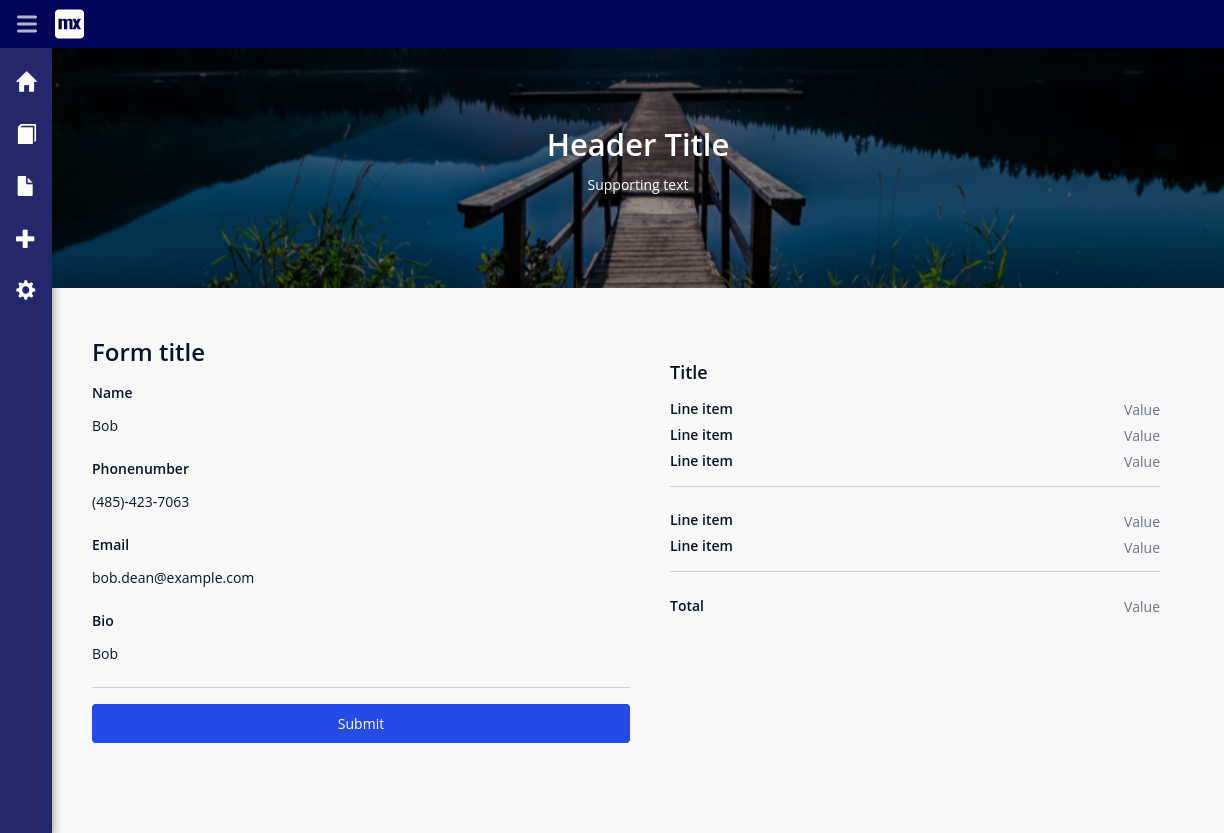 mx
Header Title
Supporting text
Form title
Name
Bob
Phonenumber
(485)-423-7063
Email
bob.dean@example.com
Bio
Bob
Submit
Title
Line item Value
Line item Value
Line item Value
Line item Value
Line item Value
Total Value